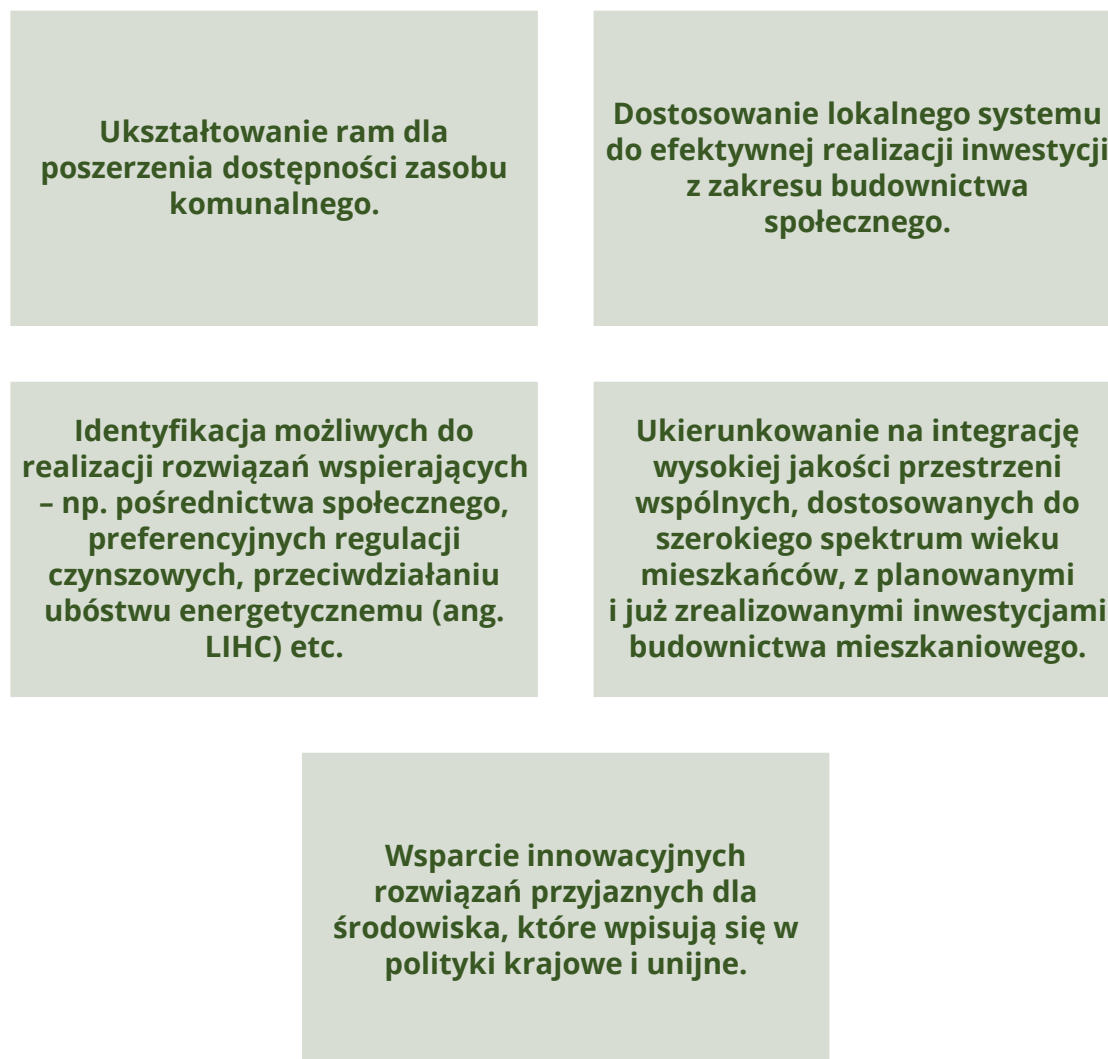 Ukształtowanie ram dla
poszerzenia dostępności zasobu
komunalnego.
Dostosowanie lokalnego systemu
do efektywnej realizacji inwestycji
z zakresu budownictwa
społecznego.
Identyfikacja możliwych do
realizacji rozwiązań wspierających
– np. pośrednictwa społecznego,
preferencyjnych regulacji
czynszowych, przeciwdziałaniu
ubóstwu energetycznemu (ang.
LIHC) etc.
Ukierunkowanie na integrację
wysokiej jakości przestrzeni
wspólnych, dostosowanych do
szerokiego spektrum wieku
mieszkańców, z planowanymi
i już zrealizowanymi inwestycjami
budownictwa mieszkaniowego.
Wsparcie innowacyjnych
rozwiązań przyjaznych dla
środowiska, które wpisują się w
polityki krajowe i unijne.